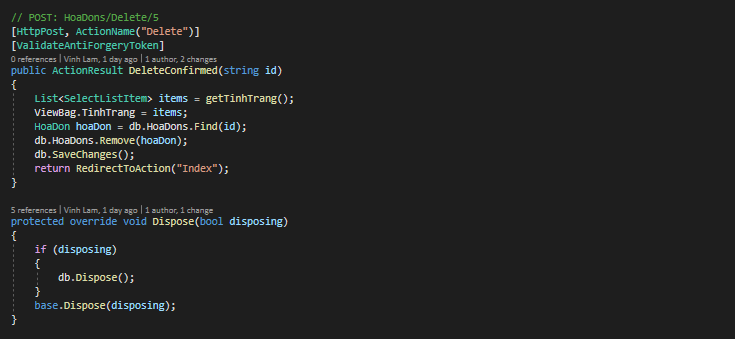 // POST: HoaDons/Delete/5
[HttpPost, ActionName("Delete")]
[ValidateAntiForgeryToken]
0 references | Vinh Lam, 1 day ago | 1 author, 2 changes
public ActionResult DeleteConfirmed(string id)
{
    List<SelectListItem> items = getTinhTrang();
    ViewBag.TinhTrang = items;
    HoaDon hoaDon = db.HoaDons.Find(id);
    db.HoaDons.Remove(hoaDon);
    db.SaveChanges();
    return RedirectToAction("Index");
}
5 references | Vinh Lam, 1 day ago | 1 author, 1 change
protected override void Dispose(bool disposing)
{
    if (disposing)
    {
        db.Dispose();
    }
    base.Dispose(disposing);
}